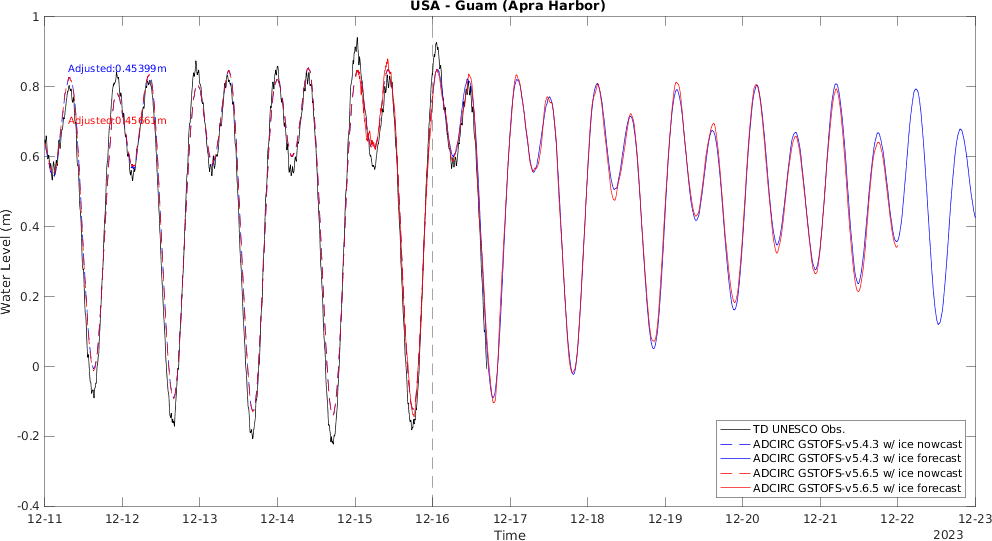 USA - Guam (Apra Harbor)
Water Level (m)
1
0.8
0.6
0.4
0.2
0
-0.2
-0.4
Adjusted:0.45399m
Adjusted:0.45661m
TD UNESCO Obs.
ADCIRC GSTOFS-v5.4.3 w/ ice nowcast
ADCIRC GSTOFS-v5.4.3 w/ ice forecast
ADCIRC GSTOFS-v5.6.5 w/ ice nowcast
ADCIRC GSTOFS-v5.6.5 w/ ice forecast
12-11 12-12 12-13 12-14 12-15 12-16 12-17 12-18 12-19 12-20 12-21 12-22 12-23
Time
2023